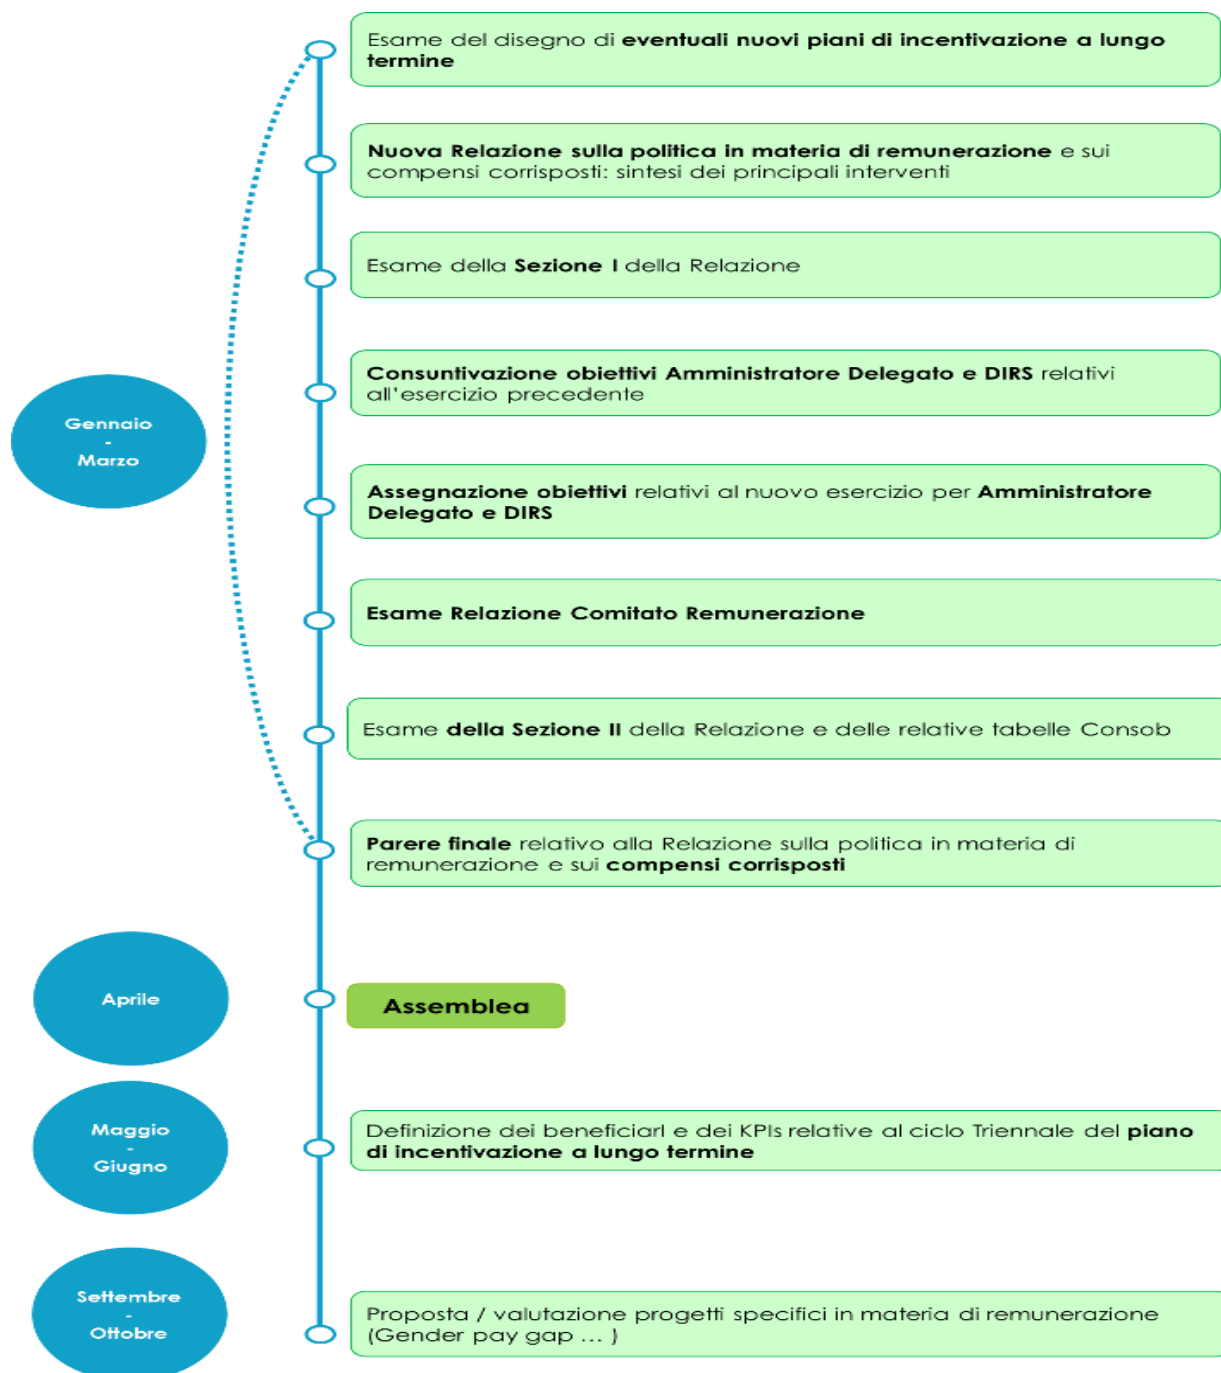 Esame del disegno di eventuali nuovi piani di incentivazione a lungo
termine
Nuova Relazione sulla politica in materia di remunerazione e sui
compensi corrisposti: sintesi dei principali interventi
Esame della Sezione I della Relazione
Consuntivazione obiettivi Amministratore Delegato e DIRS relativi
all'esercizio precedente
Gennaio
-
Marzo
Assegnazione obiettivi relativi al nuovo esercizio per Amministratore
Delegato e DIRS
Esame Relazione Comitato Remunerazione
Esame della Sezione II della Relazione e delle relative tabelle Consob
Parere finale relativo alla Relazione sulla politica in materia di
remunerazione e sui compensi corrisposti
Aprile
Assemblea
Maggio
-
Giugno
Definizione dei beneficiarI e dei KPIs relative al ciclo Triennale del piano
di incentivazione a lungo termine
Settembre
-
Ottobre
Proposta / valutazione progetti specifici in materia di remunerazione
(Gender pay gap ... )